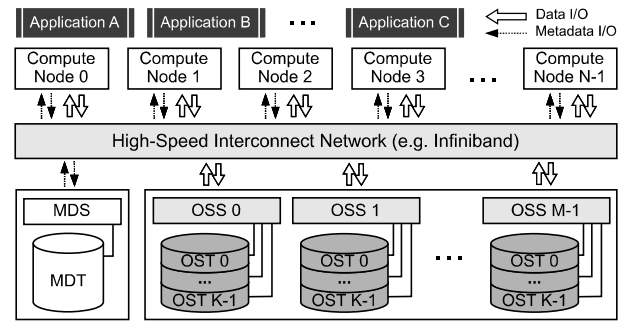 Application A
Application B
...
Application C
Data I/O
Metadata I/O
Compute
Node 0
Compute
Node 1
Compute
Node 2
Compute
Node 3
...
Compute
Node N-1
High-Speed Interconnect Network (e.g. Infiniband)
MDS
MDT
OSS 0
OST 0
...
OST K-1
OSS 1
OST 0
...
OST K-1
...
OSS M-1
OST 0
...
OST K-1